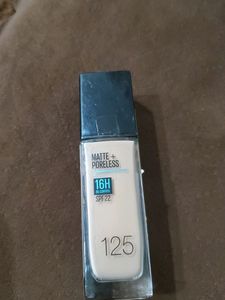 MATTE +
PORELESS
16H
SPF 22
125